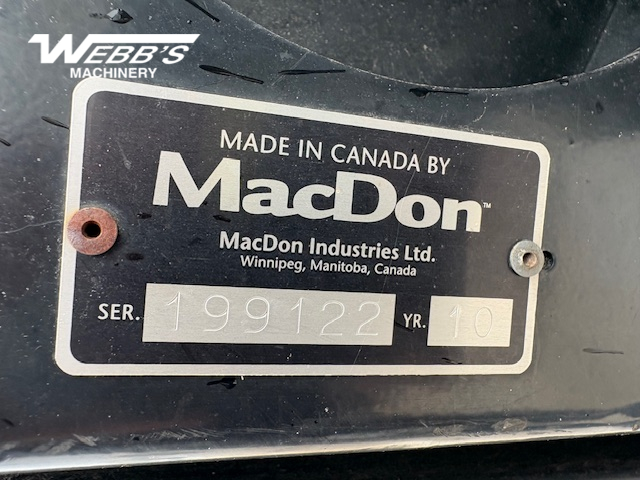 WEBB'S
MACHINERY
MADE IN CANADA BY
MacDon™
MacDon Industries Ltd.
Winnipeg, Manitoba, Canada
SER. 199122 YR. 10